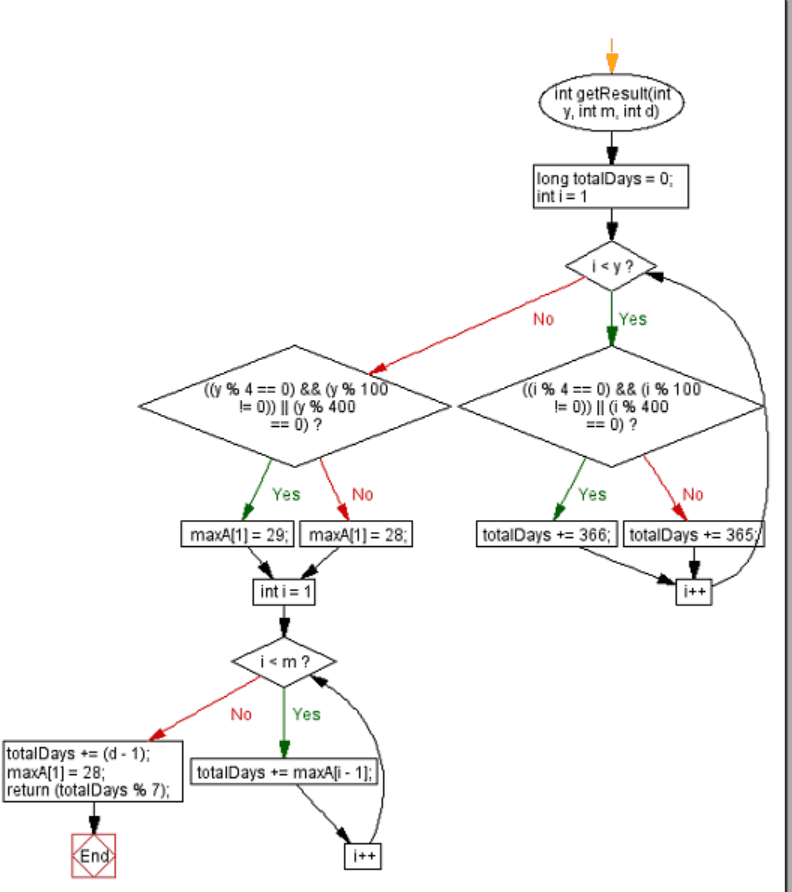 int getResult(int
y, int m, int d)
long totalDays = 0;
int i = 1
i < y ?
No
Yes
((y % 4 == 0) && (y % 100
!= 0)) || (y % 400
== 0) ?
((i % 4 == 0) && (i % 100
!= 0)) || (i % 400
== 0) ?
Yes
No
Yes
No
maxA[1] = 29;
maxA[1] = 28;
totalDays += 366;
totalDays += 365;
int i = 1
i++
i < m ?
No
Yes
totalDays += (d - 1);
maxA[1] = 28;
return (totalDays % 7);
totalDays += maxA[i - 1];
End
i++